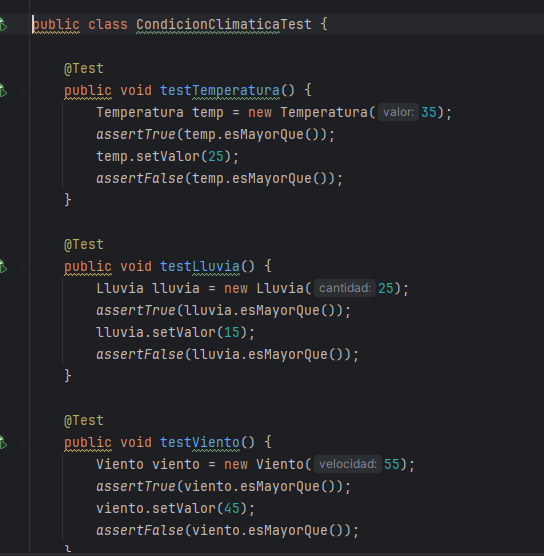 public class CondicionClimaticaTest {
@Test
public void testTemperatura() {
Temperatura temp = new Temperatura( valor: 35);
assertTrue(temp.esMayorQue());
temp.setValor(25);
assertFalse(temp.esMayorQue());
}
@Test
public void testLluvia() {
Lluvia lluvia = new Lluvia( cantidad: 25);
assertTrue(lluvia.esMayorQue());
lluvia.setValor(15);
assertFalse(lluvia.esMayorQue());
}
@Test
public void testViento() {
Viento viento = new Viento( velocidad: 55);
assertTrue(viento.esMayorQue());
viento.setValor(45);
assertFalse(viento.esMayorQue());
}